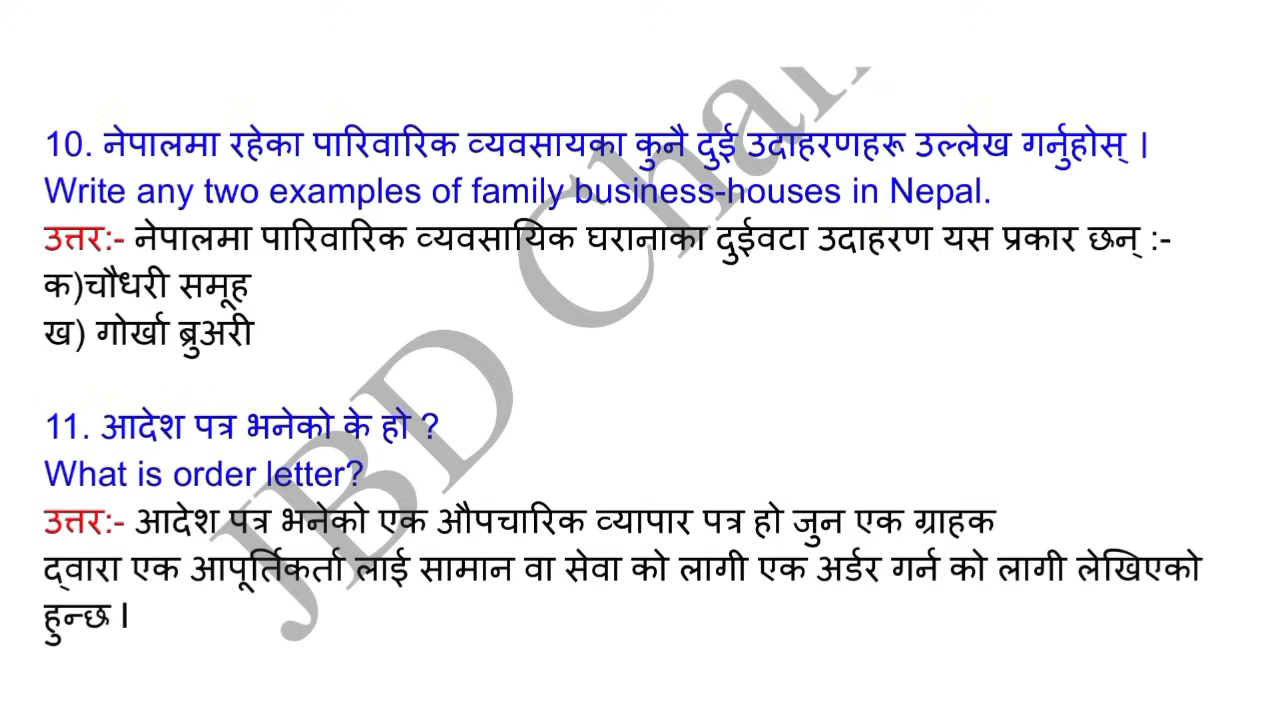 10. नेपालमा रहेका पारिवारिक व्यवसायका कुनै दुई उदाहरणहरू उल्लेख गर्नुहोस् ।
Write any two examples of family business-houses in Nepal.
उत्तर:- नेपालमा पारिवारिक व्यवसायिक घरानाका दुईवटा उदाहरण यस प्रकार छन् :-
क)चौधरी समूह
ख) गोर्खा ब्रुअरी
11. आदेश पत्र भनेको के हो ?
What is order letter?
उत्तर:- आदेश पत्र भनेको एक औपचारिक व्यापार पत्र हो जुन एक ग्राहक
द्वारा एक आपूर्तिकर्ता लाई सामान वा सेवा को लागी एक अर्डर गर्न को लागी लेखिएको
हुन्छ ।
JBD Chan